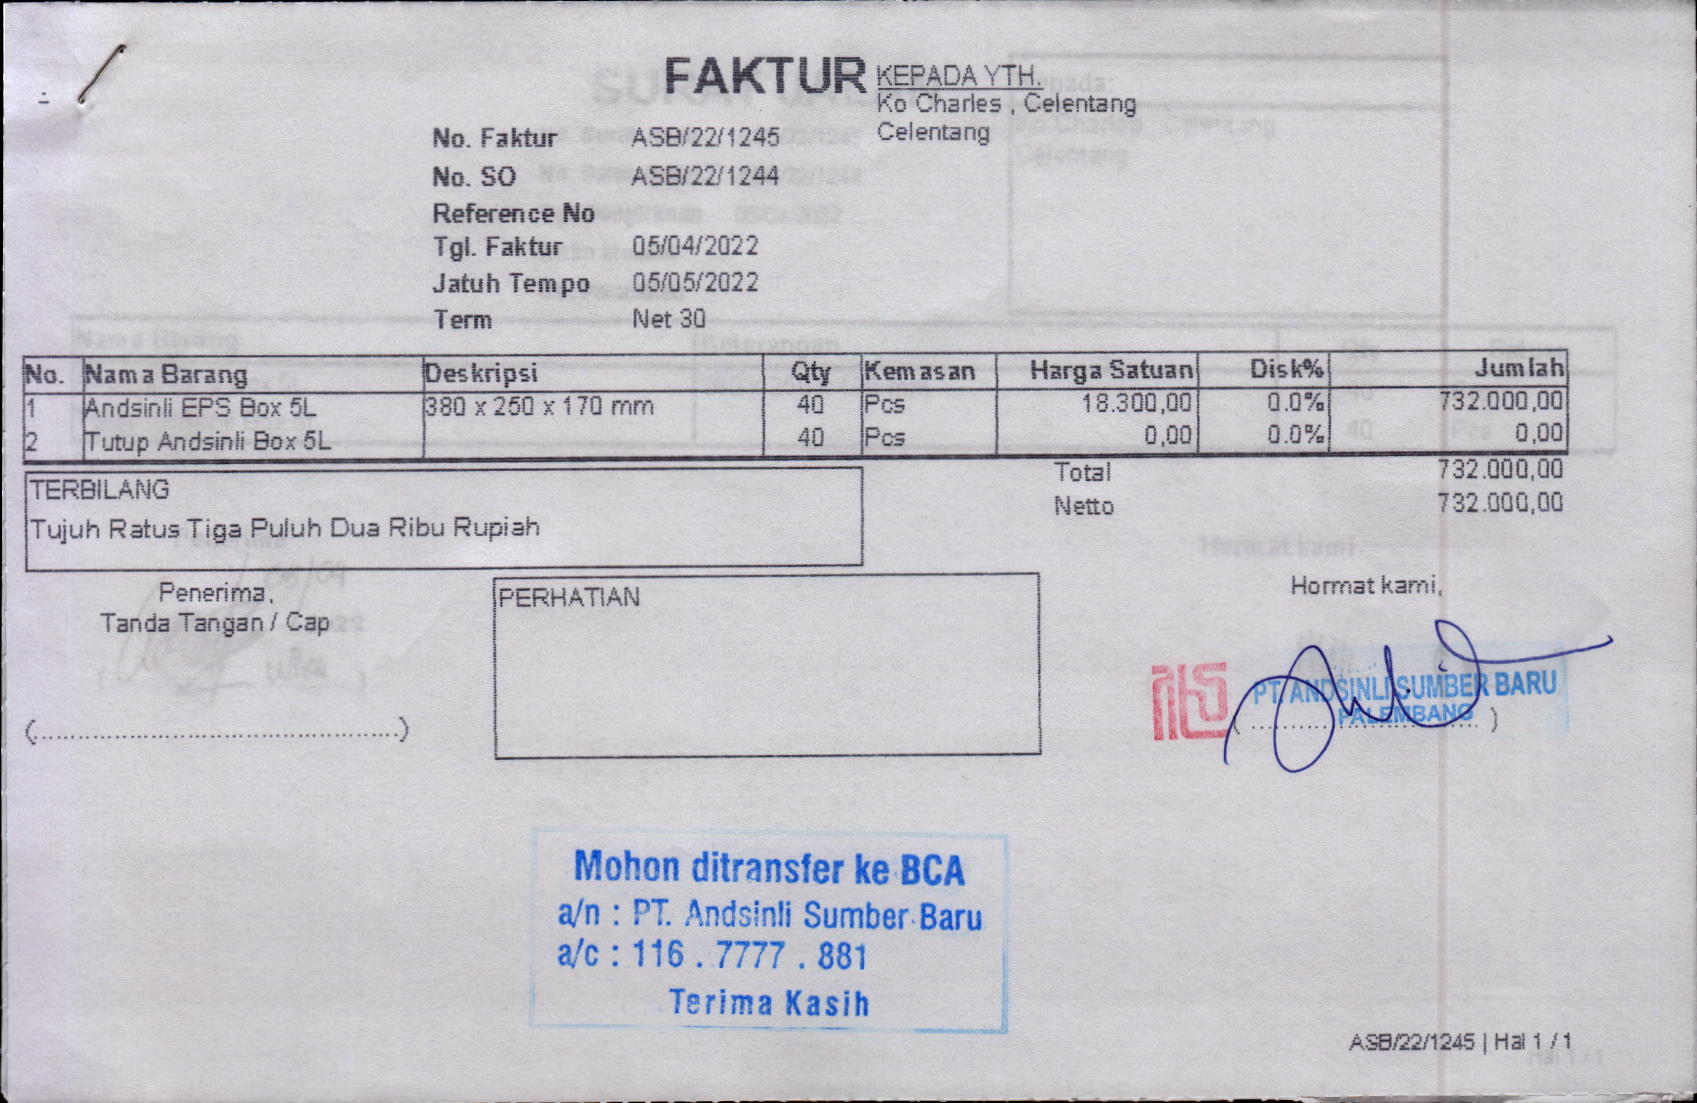 FAKTUR
KEPADA YTH.
Ko Charles , Celentang
Celentang
No. Faktur ASB/22/1245
No. SO ASB/22/1244
Reference No
Tgl. Faktur 05/04/2022
Jatuh Tempo 05/05/2022
Term Net 30
No. Nama Barang Deskripsi Qty Kemasan Harga Satuan Disk% Jumlah
1 Andsinli EPS Box 5L 380 x 250 x 170 mm 40 Pcs 18.300,00 0.0% 732.000,00
2 Tutup Andsinli Box 5L 40 Pcs 0,00 0.0% 0,00
Total 732.000,00
Netto 732.000,00
TERBILANG
Tujuh Ratus Tiga Puluh Dua Ribu Rupiah
Penerima,
Tanda Tangan / Cap
(..............................................)
PERHATIAN
Hormat kami,
PT. ANDSINLI SUMBER BARU
PALEMBANG
Mohon ditransfer ke BCA
a/n : PT. Andsinli Sumber Baru
a/c : 116 . 7777 . 881
Terima Kasih
ASB/22/1245 | Hal 1 / 1